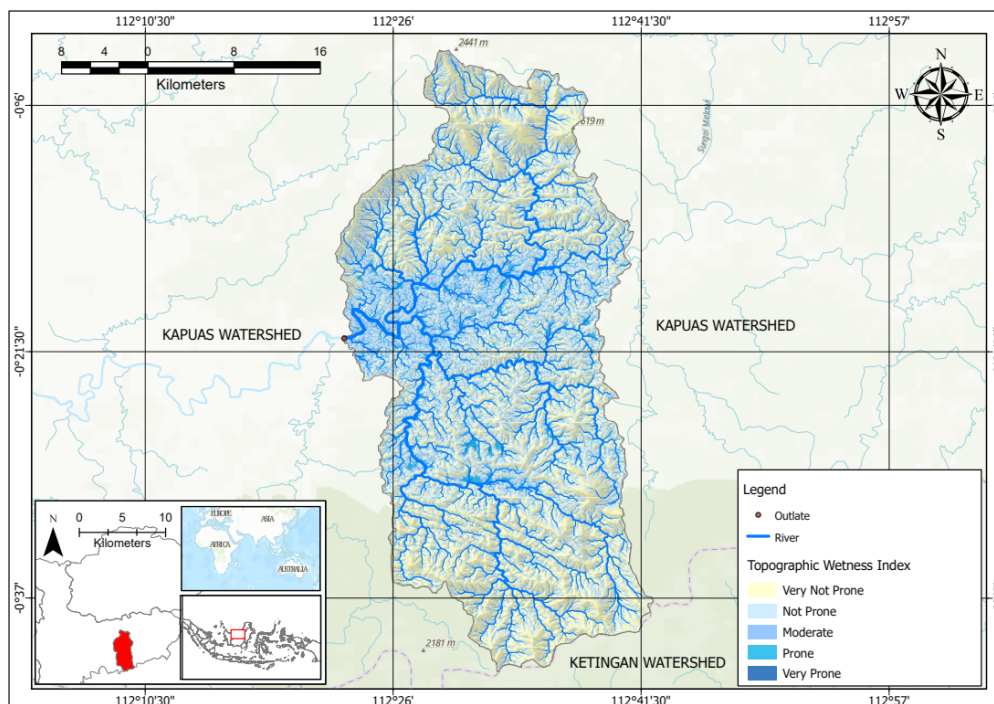 112°10'30" 112°26' 112°41'30" 112°57'
8 4 0 8 16
Kilometers
2441 m
N
W E
S
-0°6'
Sungai Mekawi
KAPUAS WATERSHED
KAPUAS WATERSHED
-0°21'30"
Legend
Outlate
River
Topographic Wetness Index
Very Not Prone
Not Prone
Moderate
Prone
Very Prone
N
0 5 10
Kilometers
EUROPE
ASIA
AFRICA
AUSTRALIA
-0°37'
2181 m
KETINGAN WATERSHED
112°10'30" 112°26' 112°41'30" 112°57"